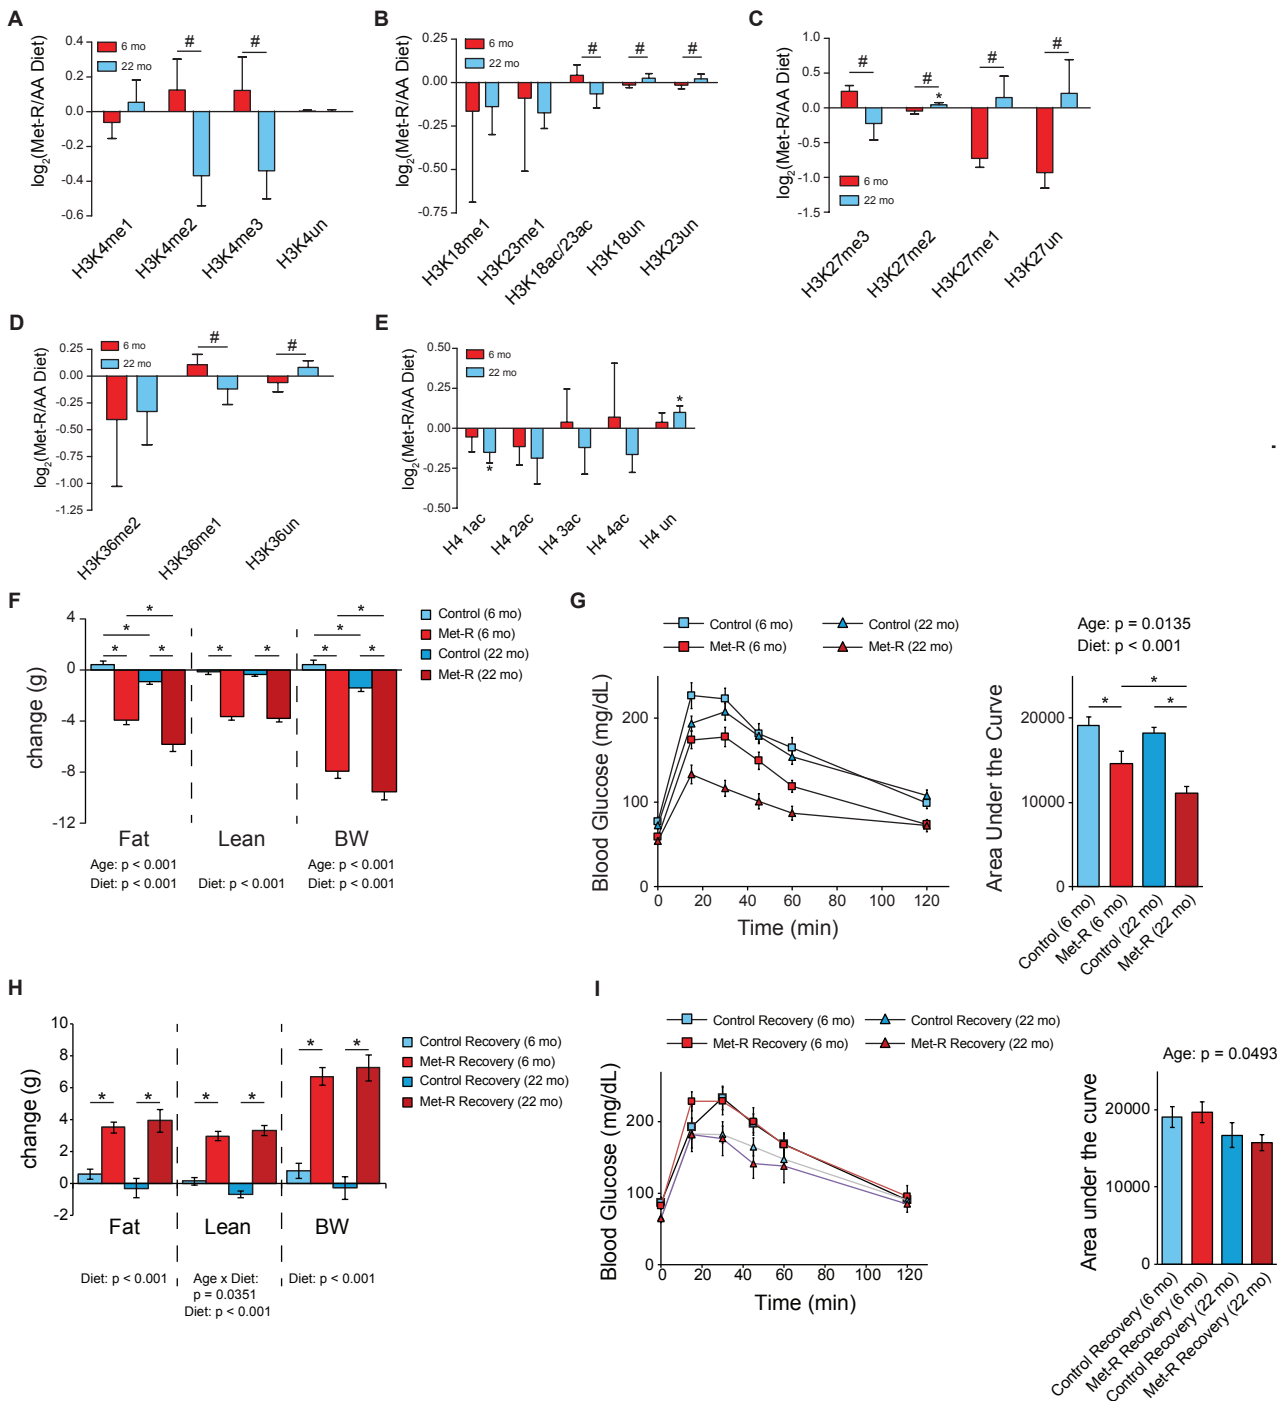 A
log2(Met-R/AA Diet)
0.4
0.2
0.0
-0.2
-0.4
-0.6
6 mo
22 mo
#
#
H3K4me1
H3K4me2
H3K4me3
H3K4un
B
log2(Met-R/AA Diet)
0.25
0.00
-0.25
-0.50
-0.75
6 mo
22 mo
#
#
#
H3K18me1
H3K23me1
H3K18ac/23ac
H3K18un
H3K23un
C
log2(Met-R/AA Diet)
1.0
0.5
0.0
-0.5
-1.0
-1.5
#
#
*
#
#
6 mo
22 mo
H3K27me3
H3K27me2
H3K27me1
H3K27un
D
log2(Met-R/AA Diet)
0.25
0.00
-0.25
-0.50
-0.75
-1.00
-1.25
6 mo
22 mo
#
#
H3K36me2
H3K36me1
H3K36un
E
log2(Met-R/AA Diet)
0.50
0.25
0.00
-0.25
-0.50
6 mo
22 mo
*
*
H4 1ac
H4 2ac
H4 3ac
H4 4ac
H4 un
F
change (g)
4
0
-4
-8
-12
* * * *
* *
* * * *
Control (6 mo)
Met-R (6 mo)
Control (22 mo)
Met-R (22 mo)
Fat Lean BW
Age: p < 0.001 Age: p < 0.001
Diet: p < 0.001 Diet: p < 0.001 Diet: p < 0.001
G
Control (6 mo) Control (22 mo)
Met-R (6 mo) Met-R (22 mo)
Blood Glucose (mg/dL)
200
100
0
0 20 40 60 80 100 120
Time (min)
Age: p = 0.0135
Diet: p < 0.001
Area Under the Curve
20000
10000
0
* * *
Control (6 mo)
Met-R (6 mo)
Control (22 mo)
Met-R (22 mo)
H
change (g)
10
8
6
4
2
0
-2
* * * * * *
Control Recovery (6 mo)
Met-R Recovery (6 mo)
Control Recovery (22 mo)
Met-R Recovery (22 mo)
Fat Lean BW
Diet: p < 0.001 Age x Diet: Diet: p < 0.001
p = 0.0351
Diet: p < 0.001
I
Control Recovery (6 mo) Control Recovery (22 mo)
Met-R Recovery (6 mo) Met-R Recovery (22 mo)
Blood Glucose (mg/dL)
200
100
0
0 20 40 60 80 100 120
Time (min)
Age: p = 0.0493
Area under the curve
20000
10000
0
Control Recovery (6 mo)
Met-R Recovery (6 mo)
Control Recovery (22 mo)
Met-R Recovery (22 mo)